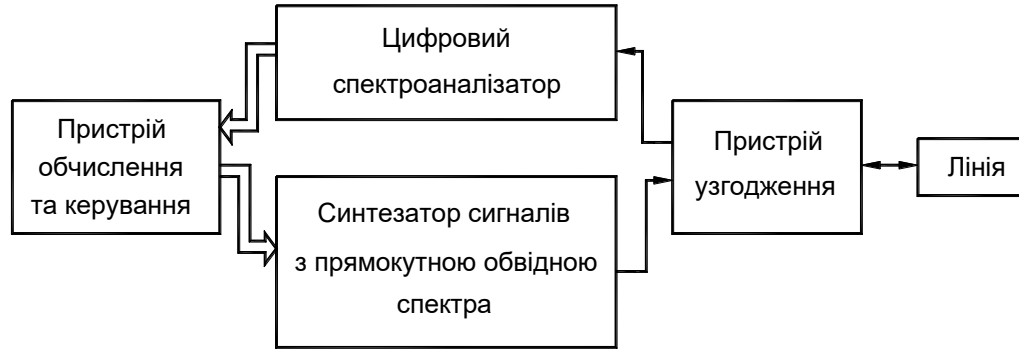 Цифровий
спектроаналізатор
Пристрій
обчислення
та керування
Пристрій
узгодження
Лінія
Синтезатор сигналів
з прямокутною обвідною
спектра